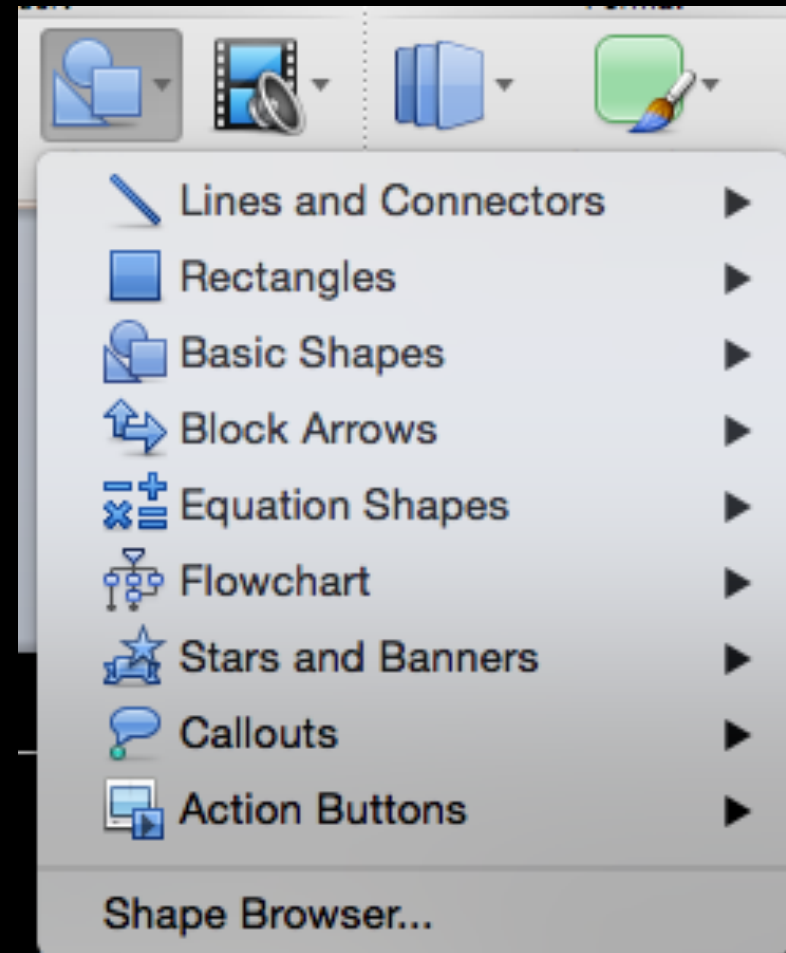 Lines and Connectors
Rectangles
Basic Shapes
Block Arrows
Equation Shapes
Flowchart
Stars and Banners
Callouts
Action Buttons
Shape Browser...